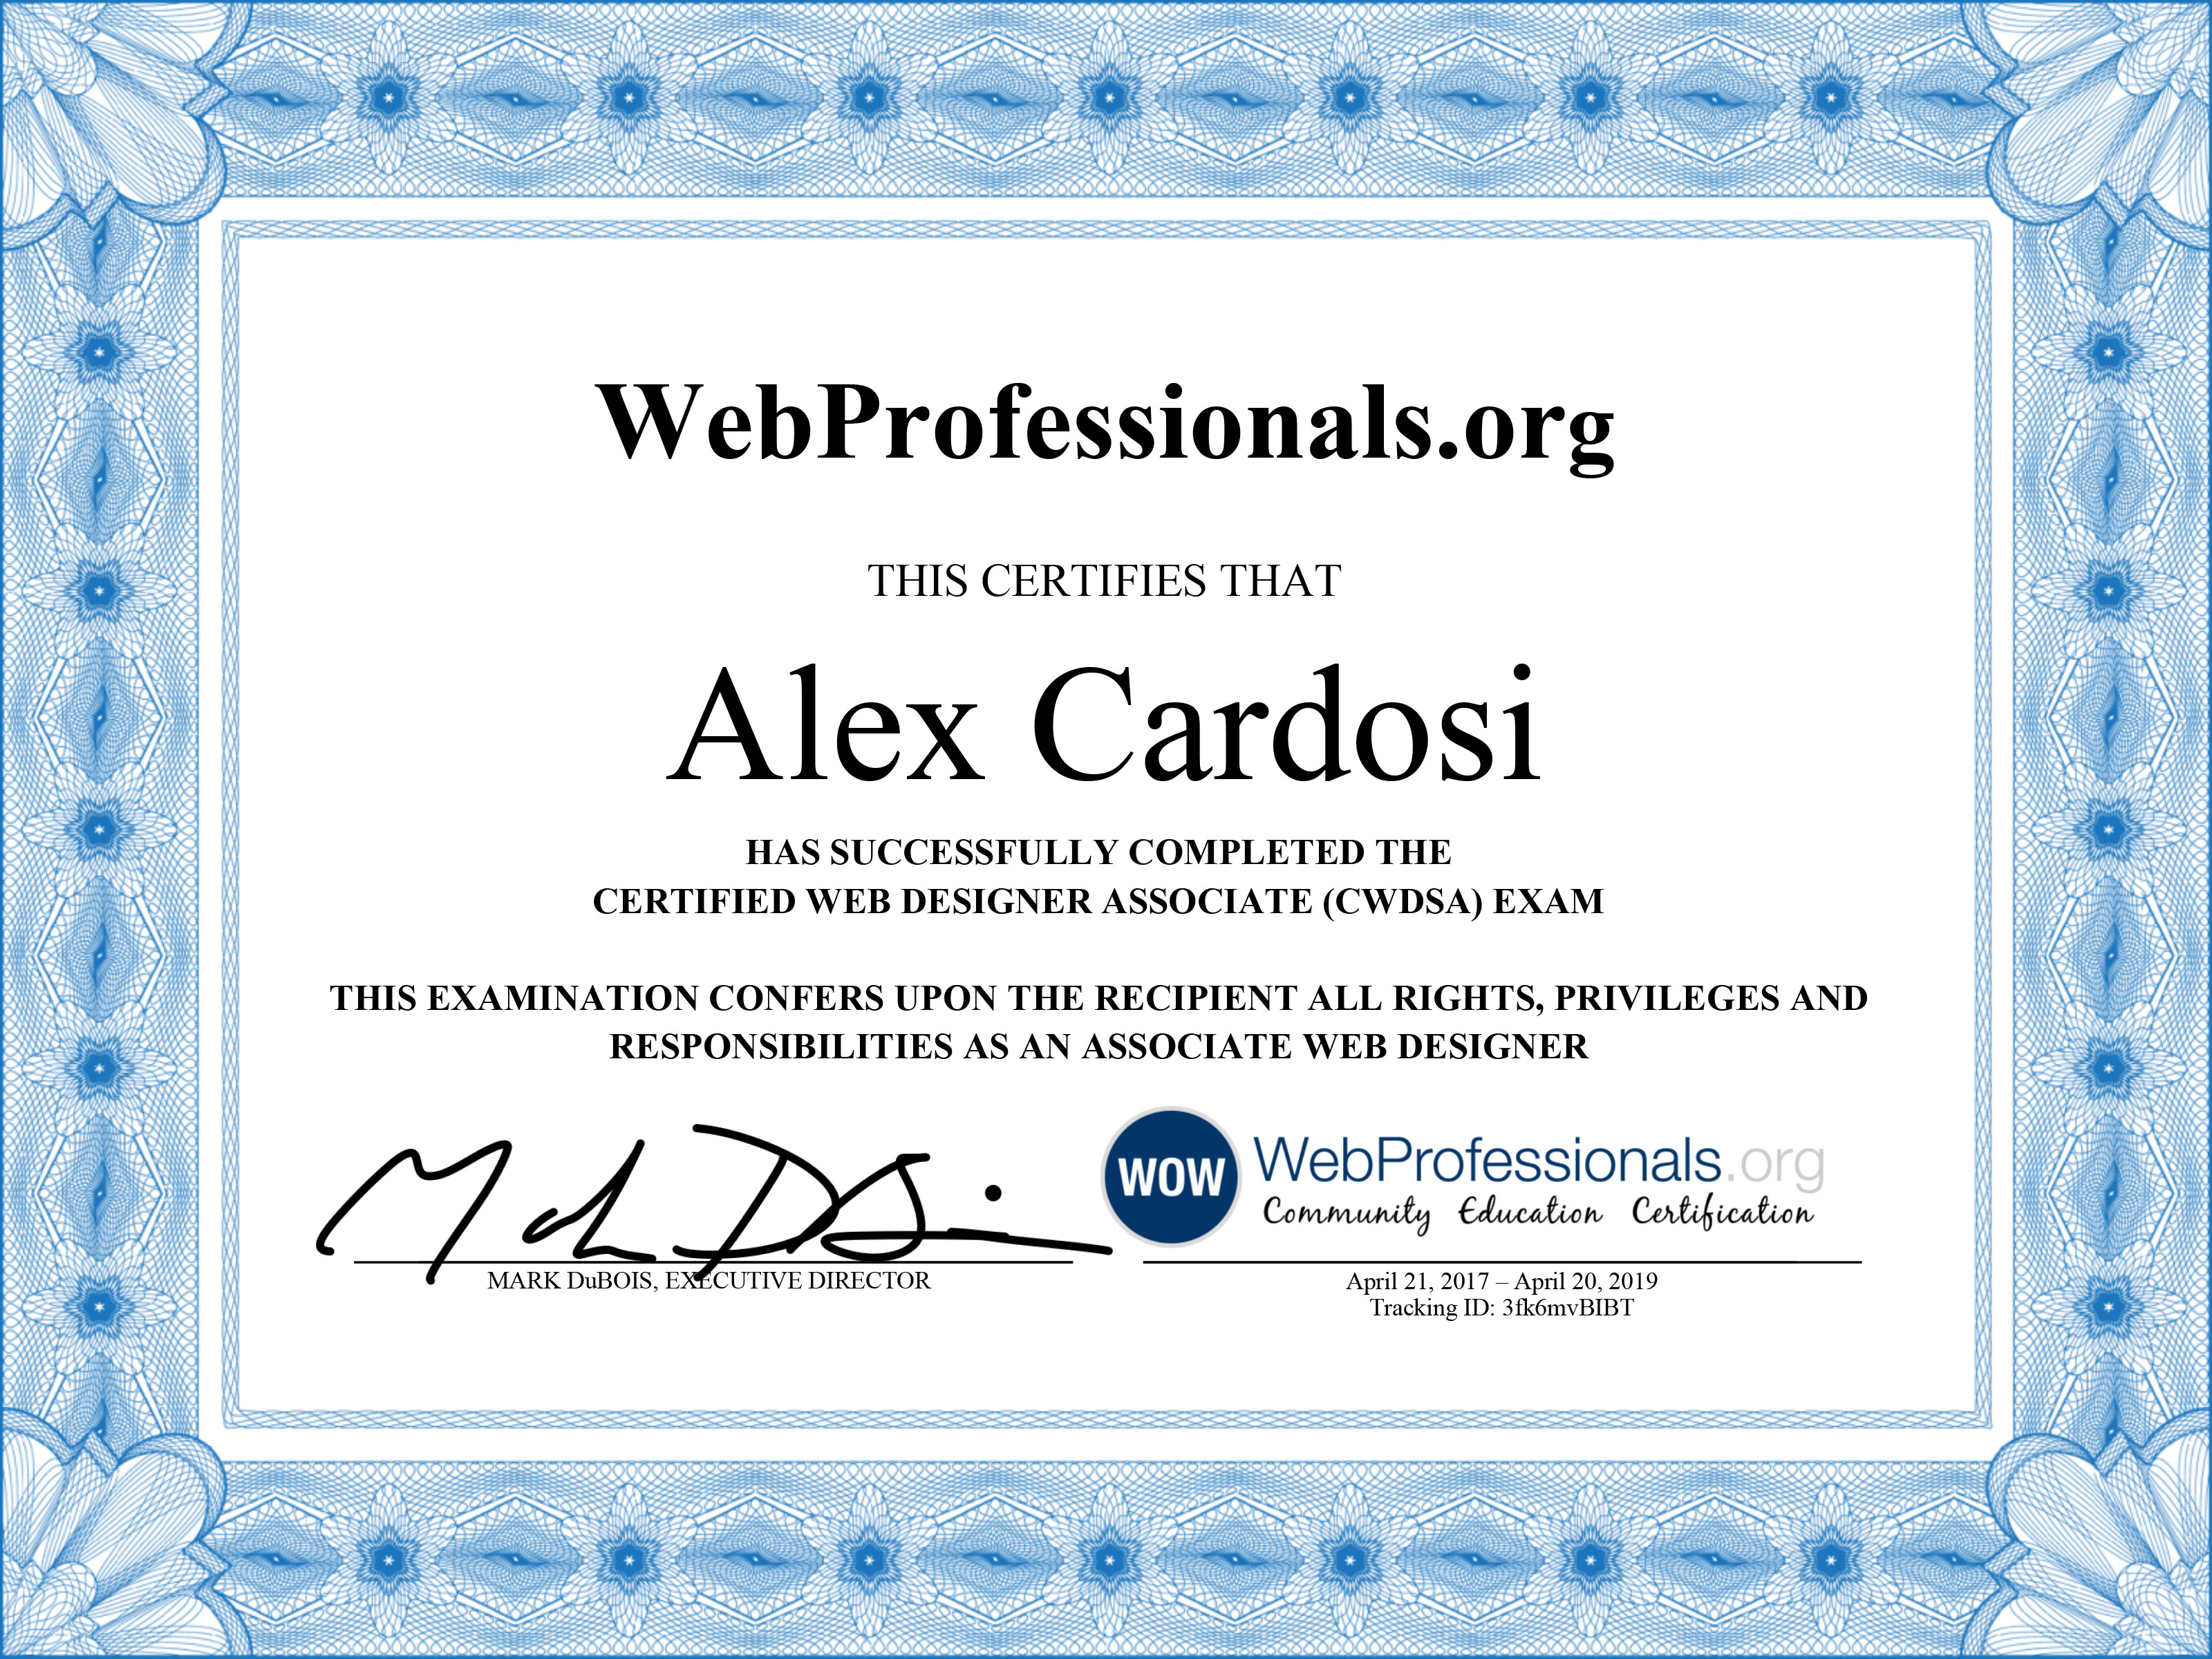 WebProfessionals.org
THIS CERTIFIES THAT
Alex Cardosi
HAS SUCCESSFULLY COMPLETED THE
CERTIFIED WEB DESIGNER ASSOCIATE (CWDSA) EXAM
THIS EXAMINATION CONFERS UPON THE RECIPIENT ALL RIGHTS, PRIVILEGES AND
RESPONSIBILITIES AS AN ASSOCIATE WEB DESIGNER
MARK DuBOIS, EXECUTIVE DIRECTOR
WOW WebProfessionals.org
Community Education Certification
April 21, 2017 – April 20, 2019
Tracking ID: 3fk6mvBIBT